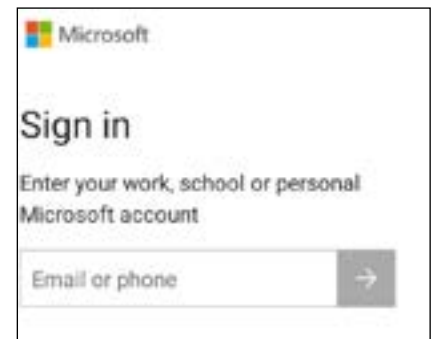 Microsoft
Sign in
Enter your work, school or personal
Microsoft account
Email or phone